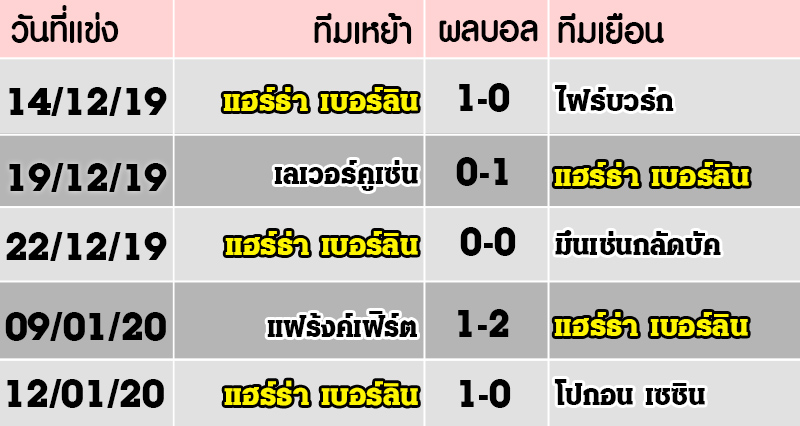 วันที่แข่ง ทีมเหย้า ผลบอล ทีมเยือน
14/12/19 แฮร์ธ่า เบอร์ลิน 1-0 ไฟร์บวร์ก
19/12/19 เลเวอร์คูเซ่น 0-1 แฮร์ธ่า เบอร์ลิน
22/12/19 แฮร์ธ่า เบอร์ลิน 0-0 มึนเช่นกลัดบัค
09/01/20 แฟร้งค์เฟิร์ต 1-2 แฮร์ธ่า เบอร์ลิน
12/01/20 แฮร์ธ่า เบอร์ลิน 1-0 โปกอน เซซิน